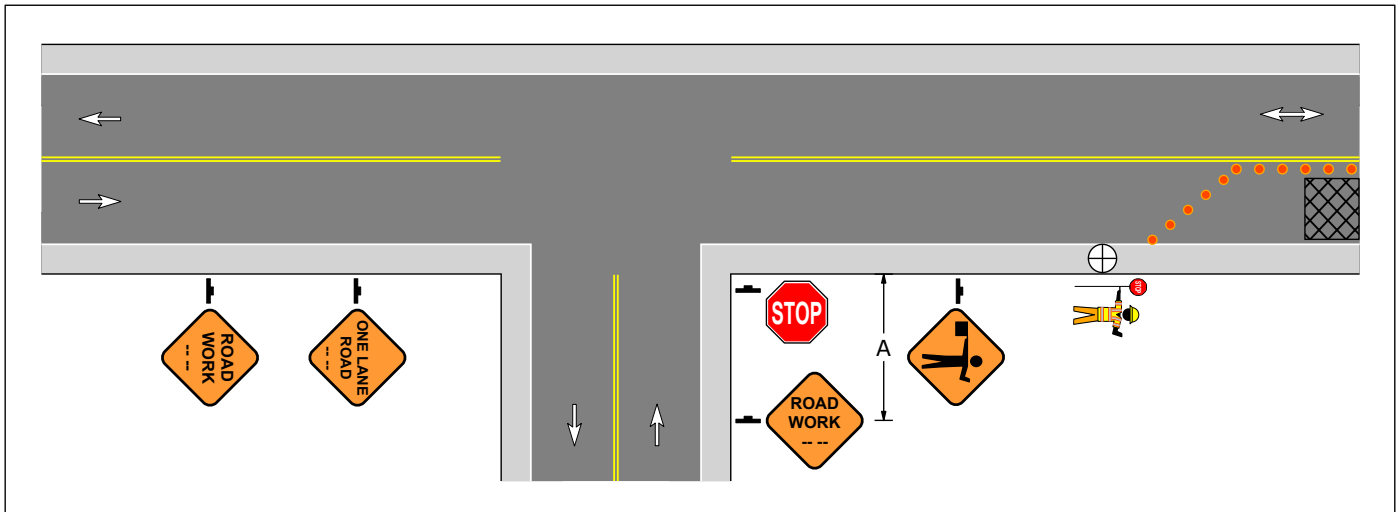 ROAD
WORK
-- --
ONE LANE
ROAD
-- --
STOP
ROAD
WORK
-- --
A
STOP